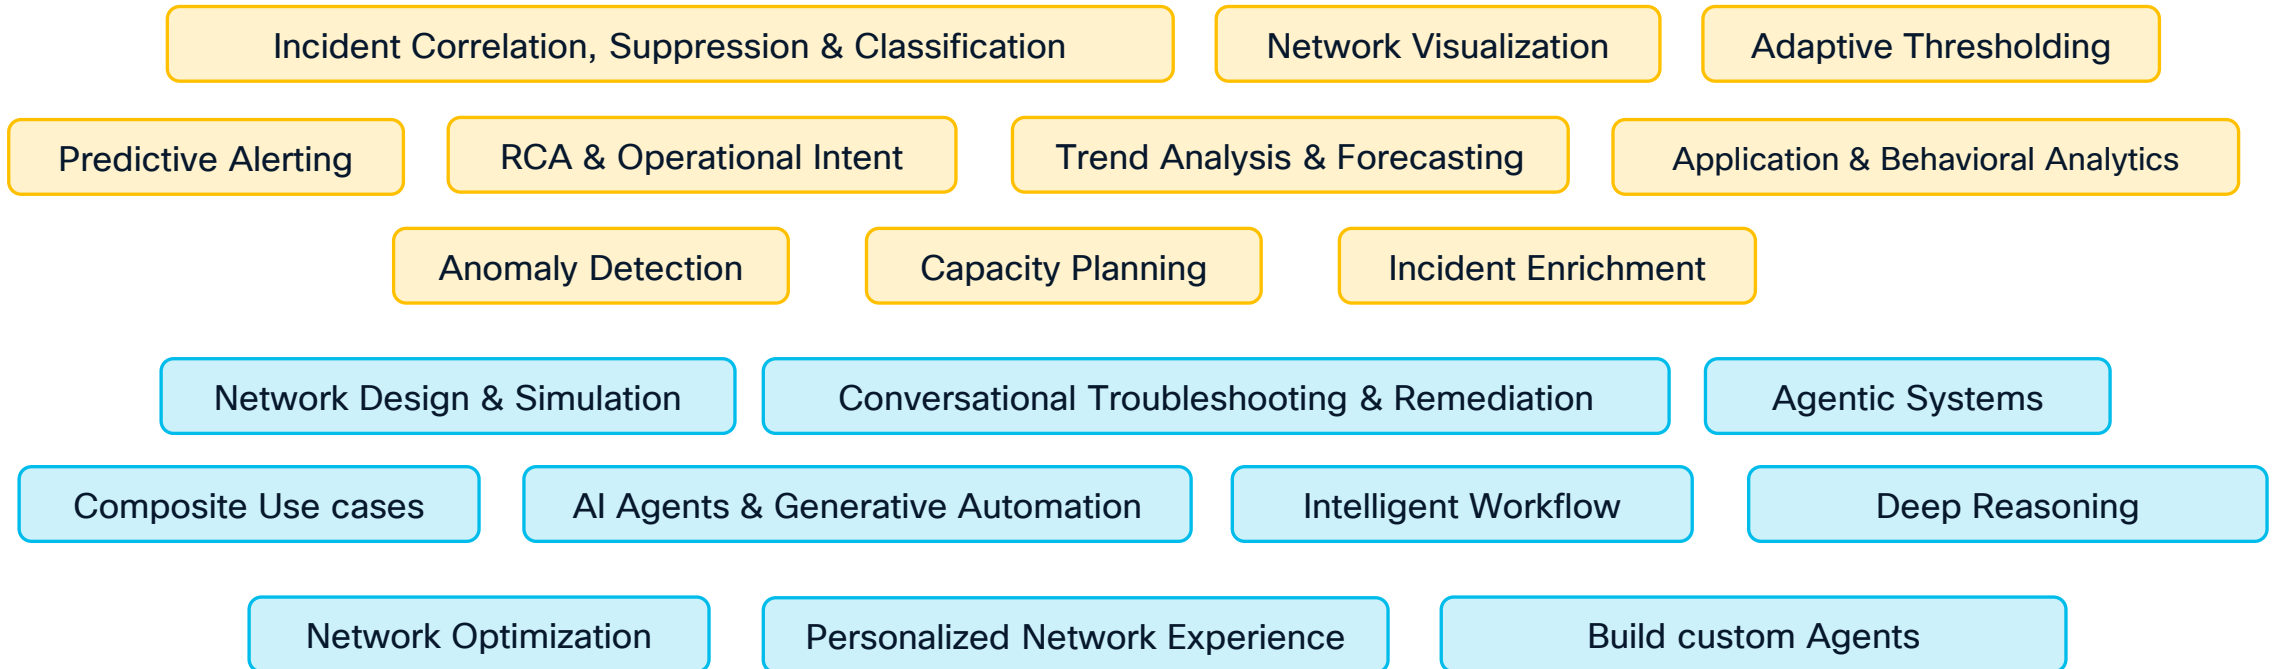 Incident Correlation, Suppression & Classification
Network Visualization
Adaptive Thresholding
Predictive Alerting
RCA & Operational Intent
Trend Analysis & Forecasting
Application & Behavioral Analytics
Anomaly Detection
Capacity Planning
Incident Enrichment
Network Design & Simulation
Conversational Troubleshooting & Remediation
Agentic Systems
Composite Use cases
AI Agents & Generative Automation
Intelligent Workflow
Deep Reasoning
Network Optimization
Personalized Network Experience
Build custom Agents